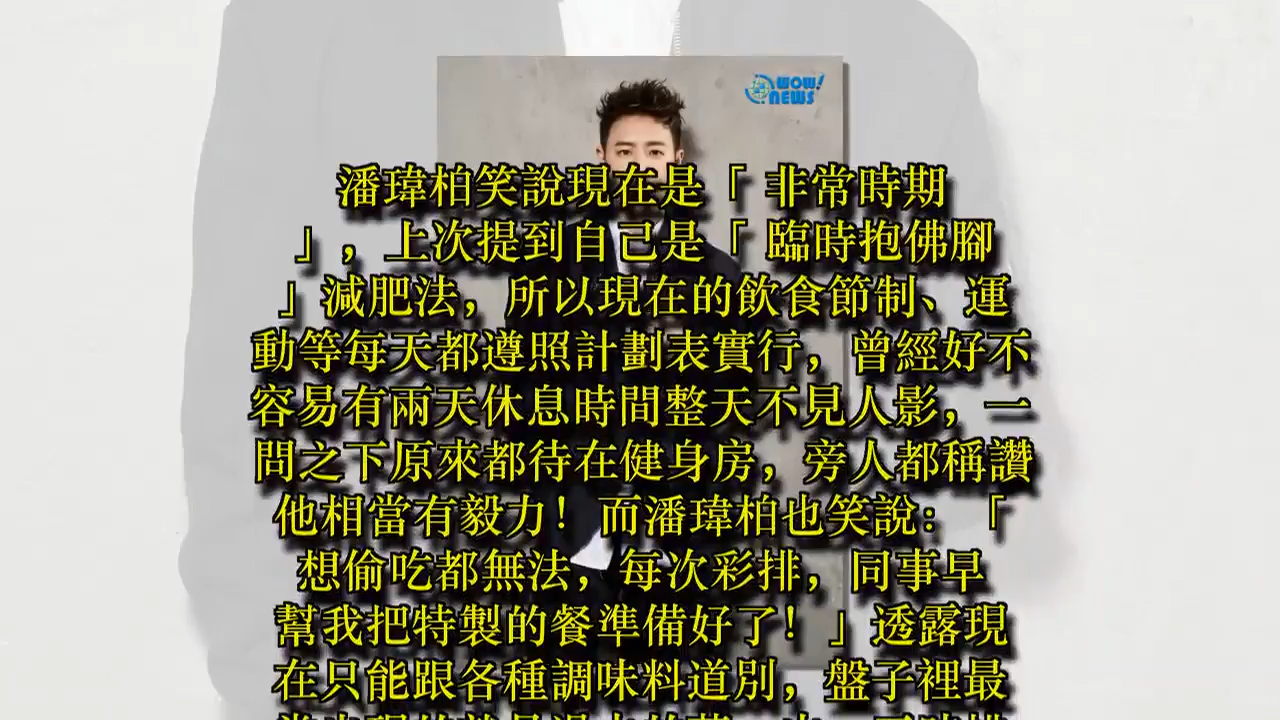 WOW!
NEWS
潘瑋柏笑說現在是「 非常時期
」，上次提到自己是「 臨時抱佛腳
」減肥法，所以現在的飲食節制、運
動等每天都遵照計劃表實行，曾經好不
容易有兩天休息時間整天不見人影，一
問之下原來都待在健身房，旁人都稱讚
他相當有毅力！ 而潘瑋柏也笑說：「
想偷吃都無法，每次彩排，同事早
幫我把特製的餐準備好了！」透露現
在只能跟各種調味料道別，盤子裡最